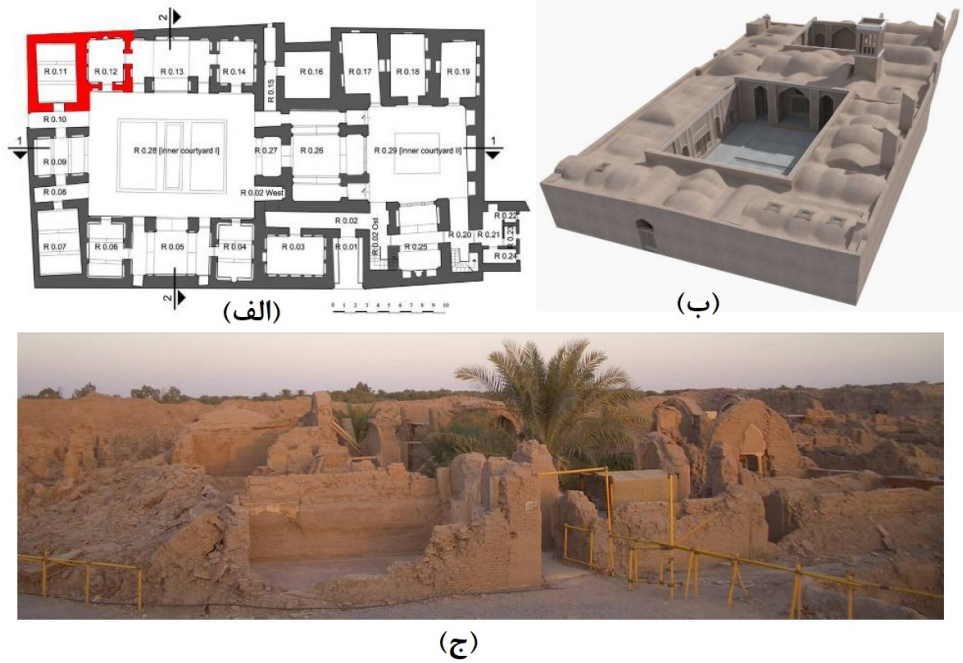 2
R 0.11
R 0.12
R 0.13
R 0.14
R 0.15
R 0.16
R 0.17
R 0.18
R 0.19
R 0.10
1
R 0.09
R 0.28 [inner courtyard I]
R 0.27
R 0.26
R 0.29 [inner courtyard II]
1
R 0.08
R 0.02 West
R 0.02
R 0.02 Ost
R 0.07
R 0.06
R 0.05
R 0.04
R 0.03
R 0.01
R 0.25
R 0.20
R 0.21
R 0.22
R 0.23
R 0.24
2
0 1 2 3 4 5 6 7 8 9 10
(الف)
(ب)
(ج)